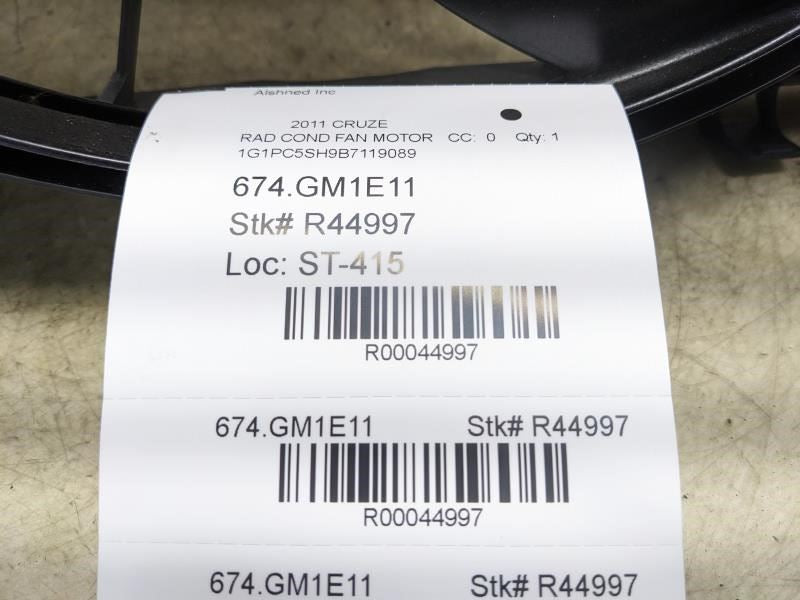 Alshned Inc
2011 CRUZE
RAD COND FAN MOTOR CC: 0 Qty: 1
1G1PC5SH9B7119089
674.GM1E11
Stk# R44997
Loc: ST-415
R00044997
674.GM1E11 Stk# R44997
R00044997
674.GM1E11 Stk# R44997